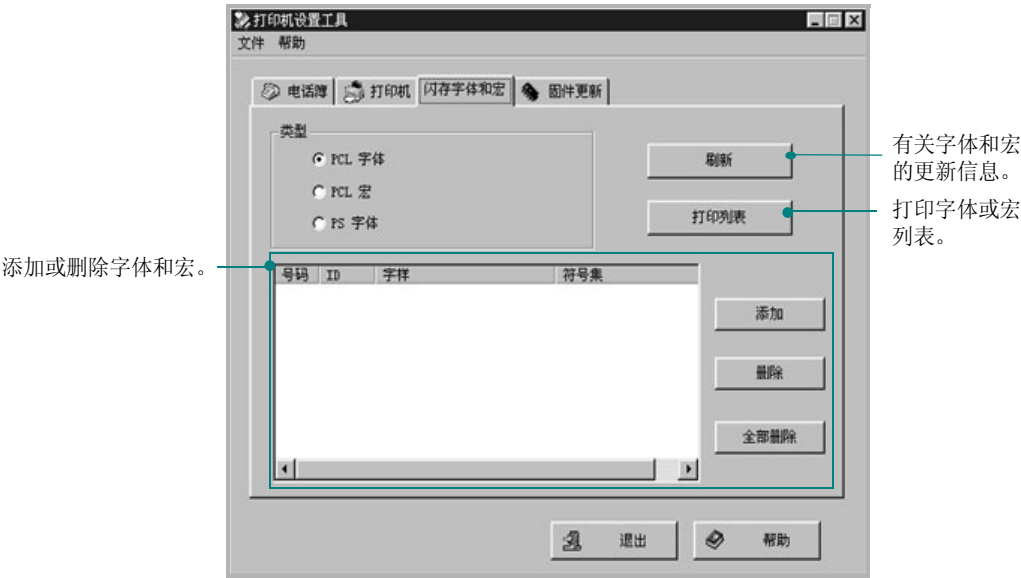 打印机设置工具
文件 帮助
电话簿 打印机 闪存字体和宏 固件更新
类型
PCL 字体
PCL 宏
PS 字体
刷新
打印列表
有关字体和宏
的更新信息。
打印字体或宏
列表。
添加或删除字体和宏。
号码 ID 字样 符号集
添加
删除
全部删除
退出 帮助